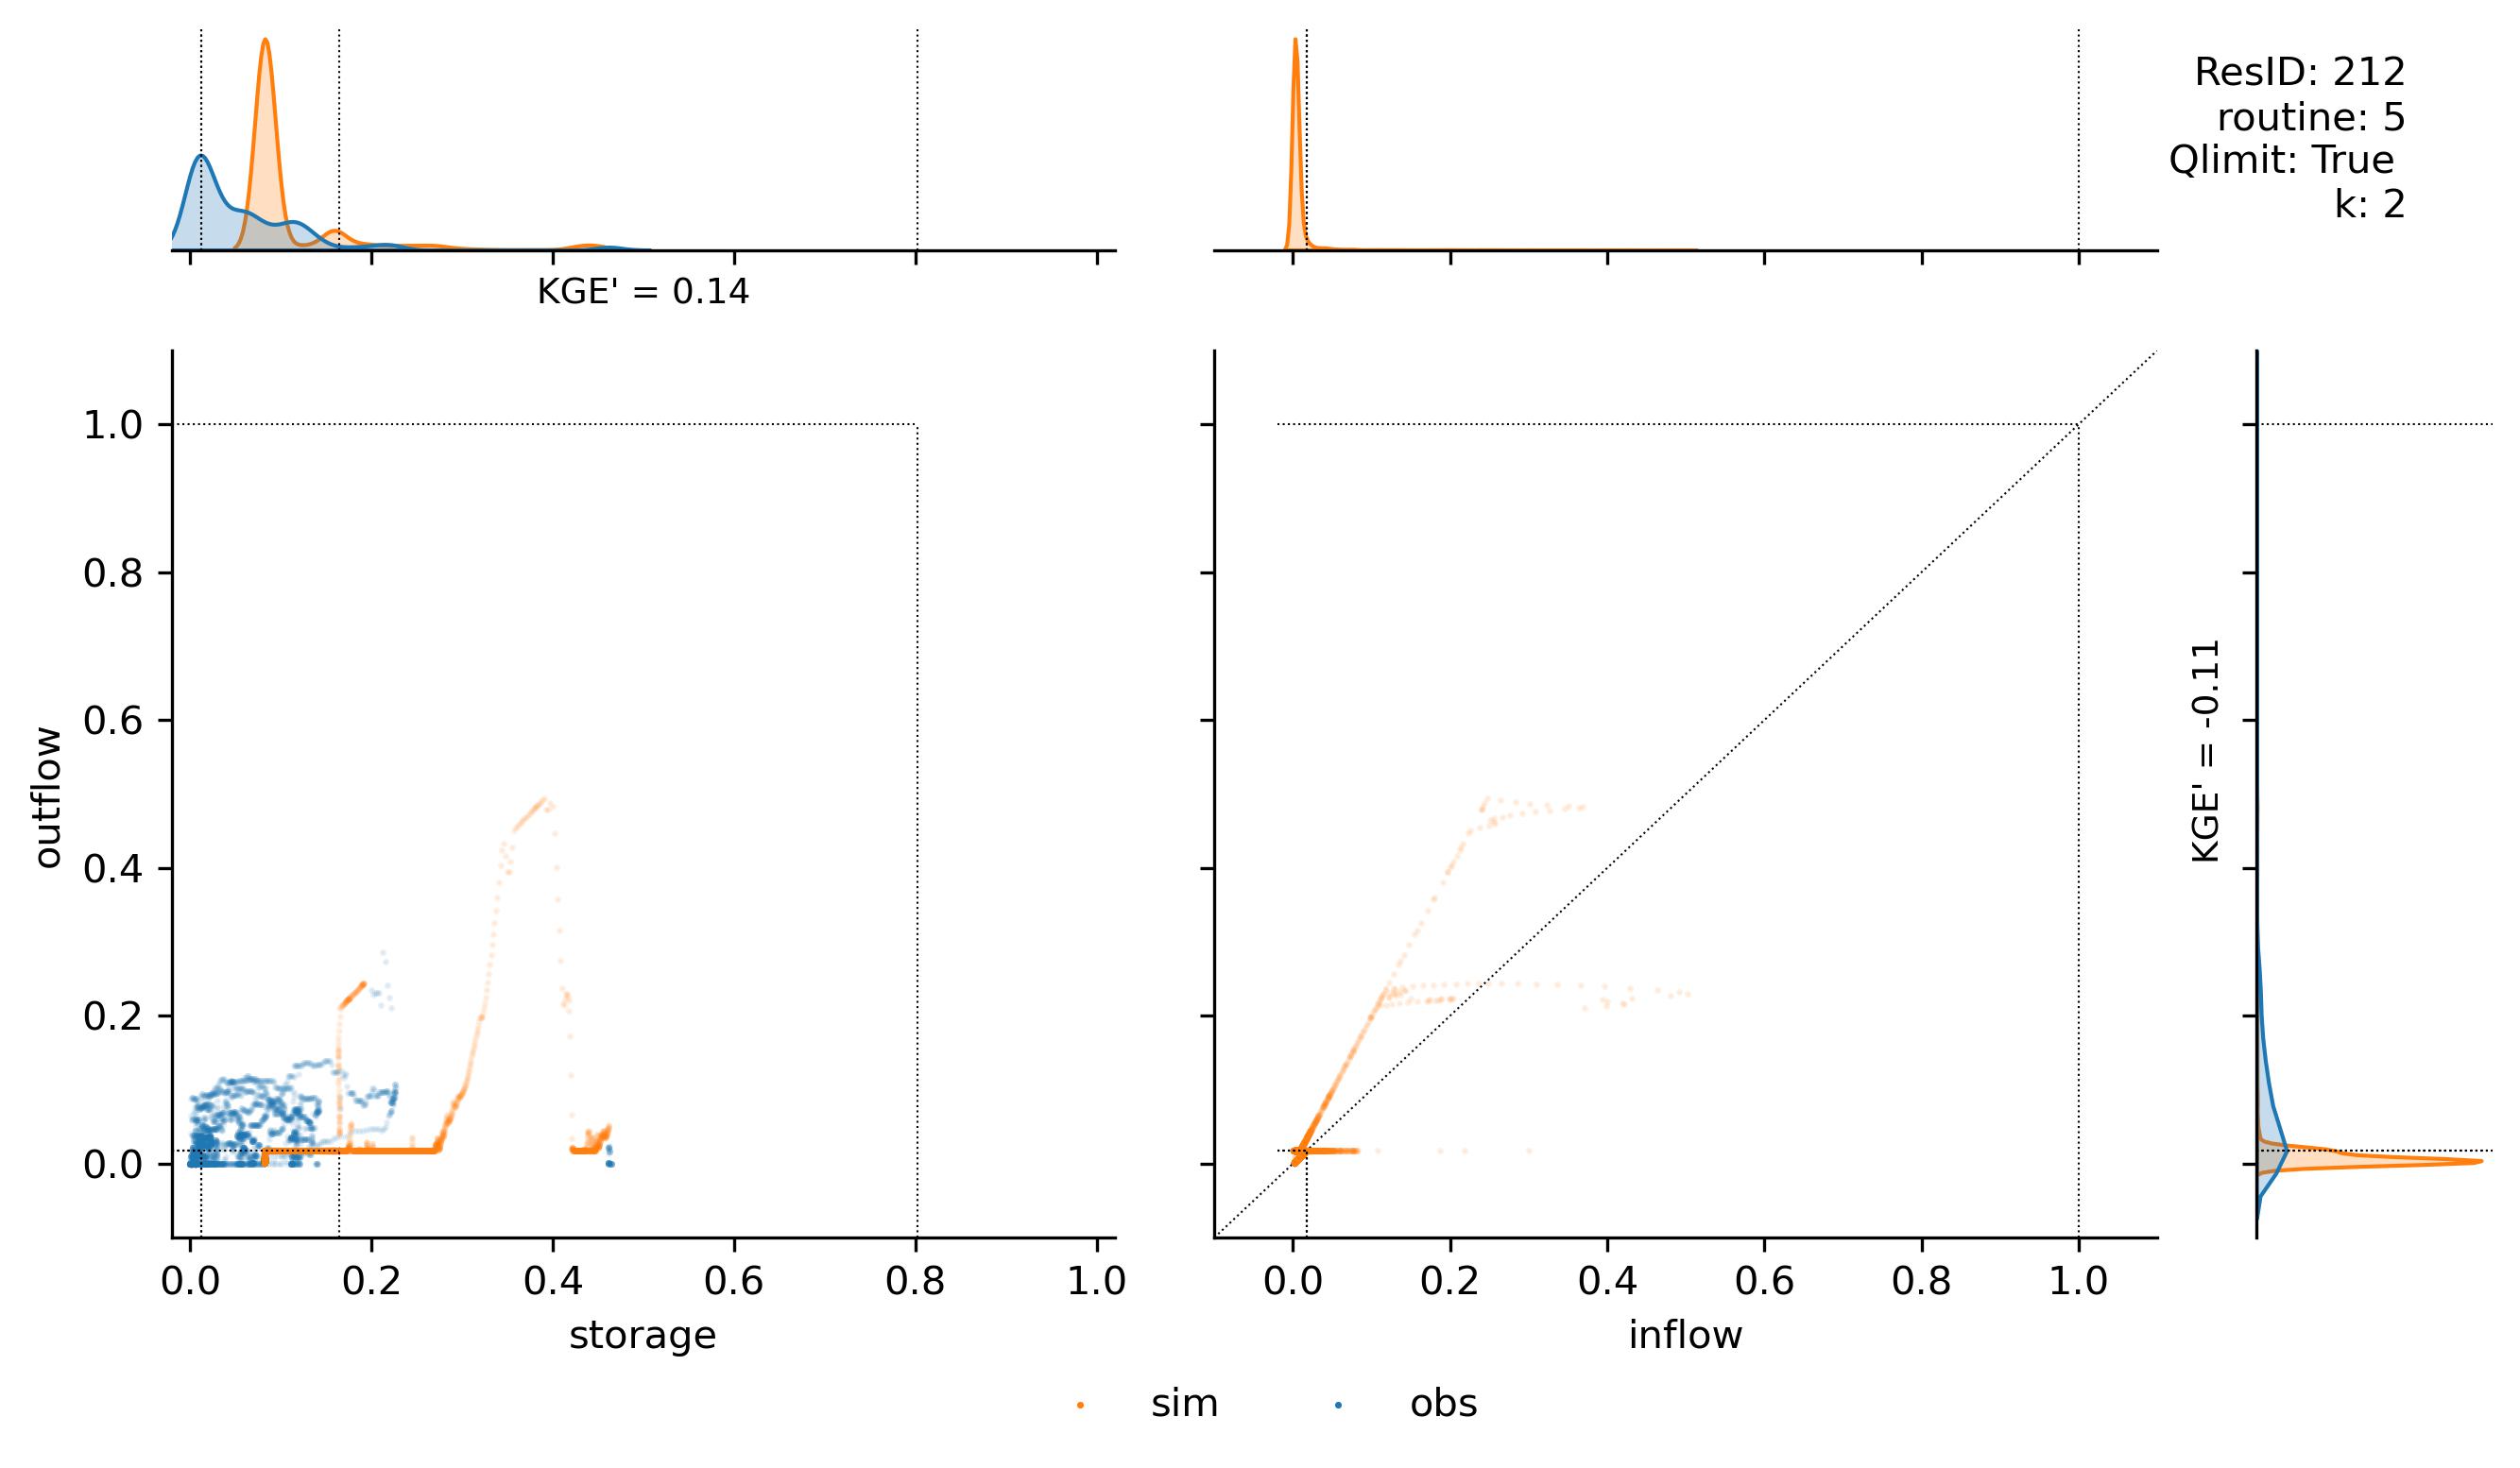 ResID: 212
routine: 5
Qlimit: True
k: 2
KGE' = 0.14
1.0
0.8
0.6
0.4
0.2
0.0
outflow
KGE' = -0.11
0.0 0.2 0.4 0.6 0.8 1.0
storage
0.0 0.2 0.4 0.6 0.8 1.0
inflow
sim obs